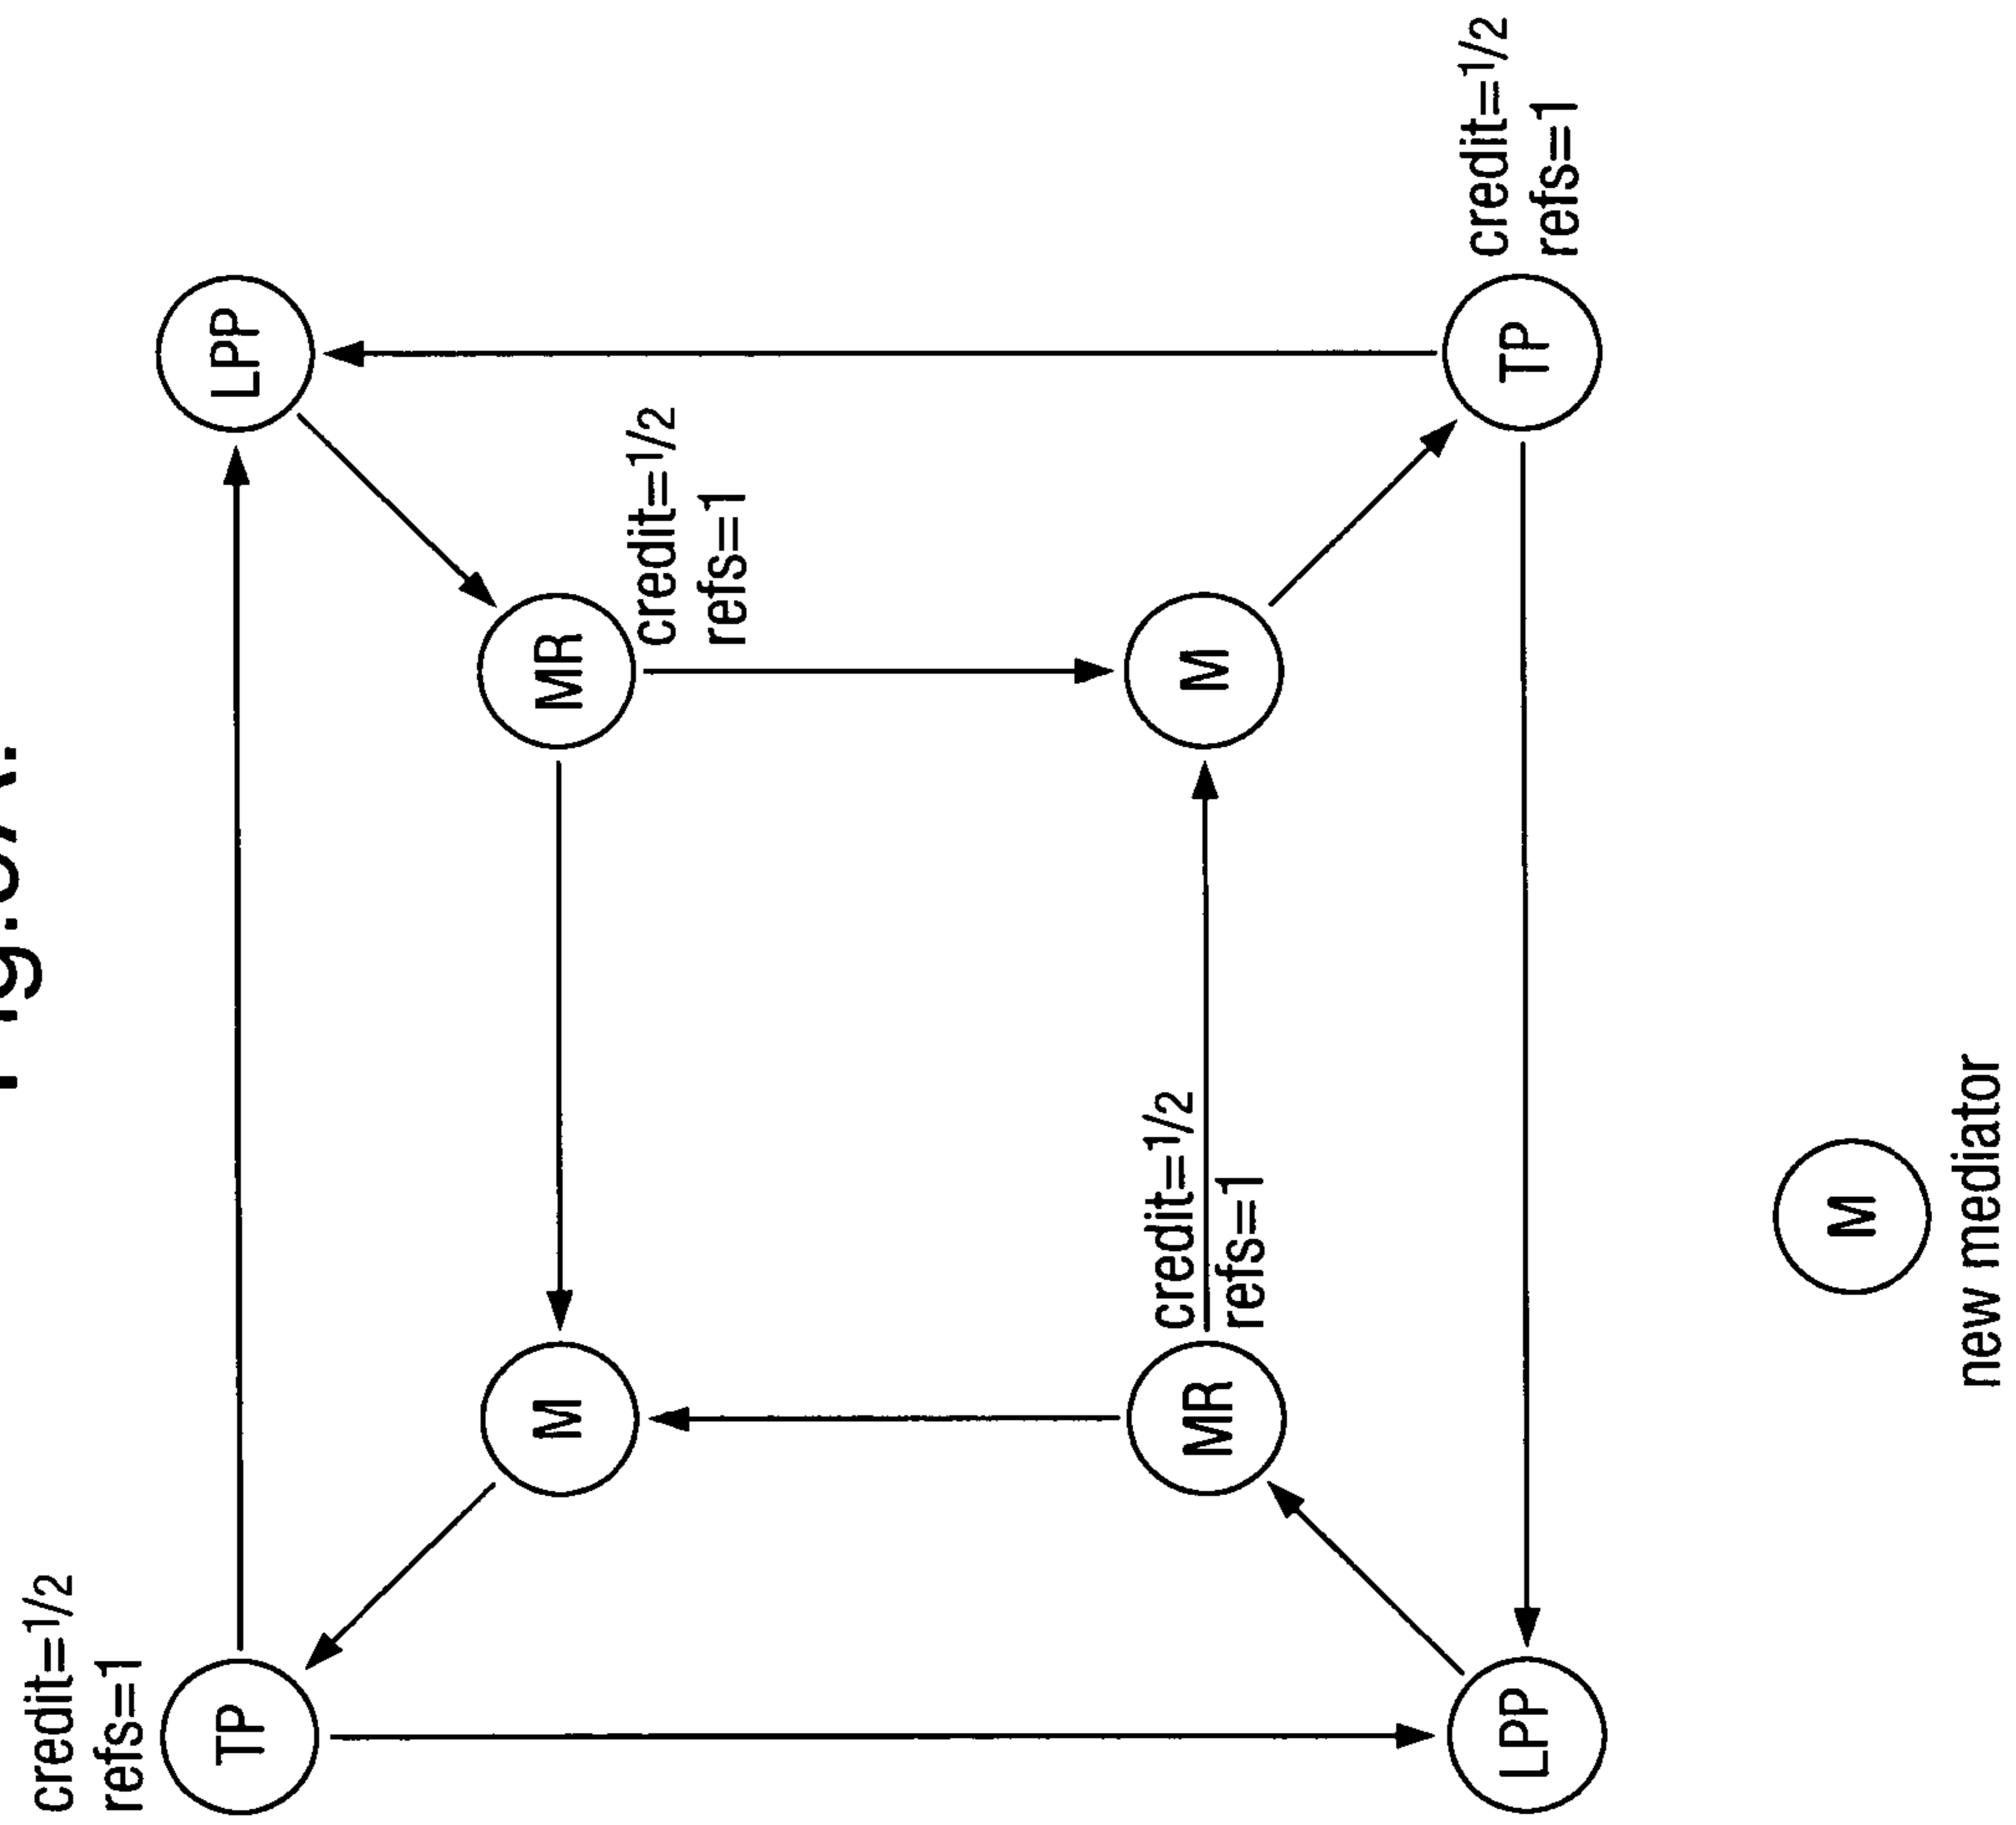 credit=1/2
refs=1
TP
LPP
M
MR
credit=1/2
refs=1
credit=1/2
MR
M
refs=1
credit=1/2
LPP
TP
refs=1
M
new mediator